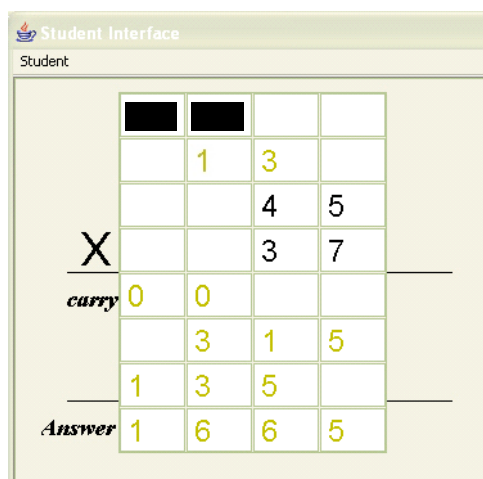 Student Interface
Student
1 3
4 5
X 3 7
carry 0 0
3 1 5
1 3 5
Answer 1 6 6 5